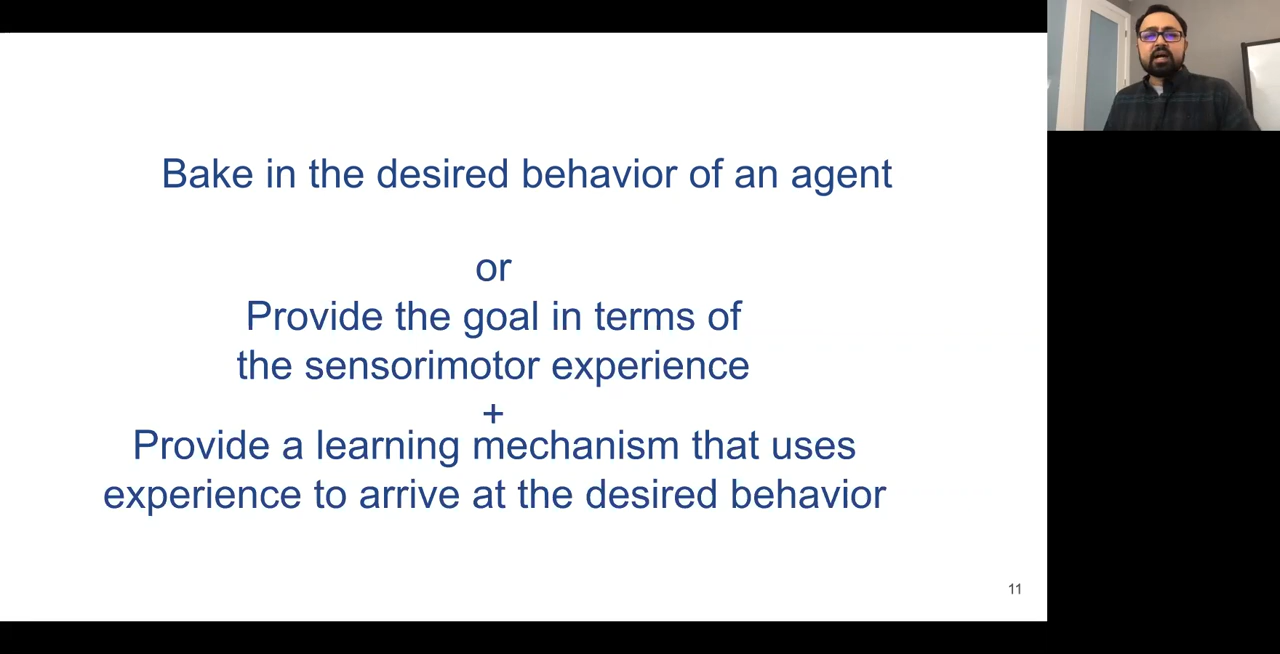 Bake in the desired behavior of an agent
or
Provide the goal in terms of
the sensorimotor experience
+
Provide a learning mechanism that uses
experience to arrive at the desired behavior
11